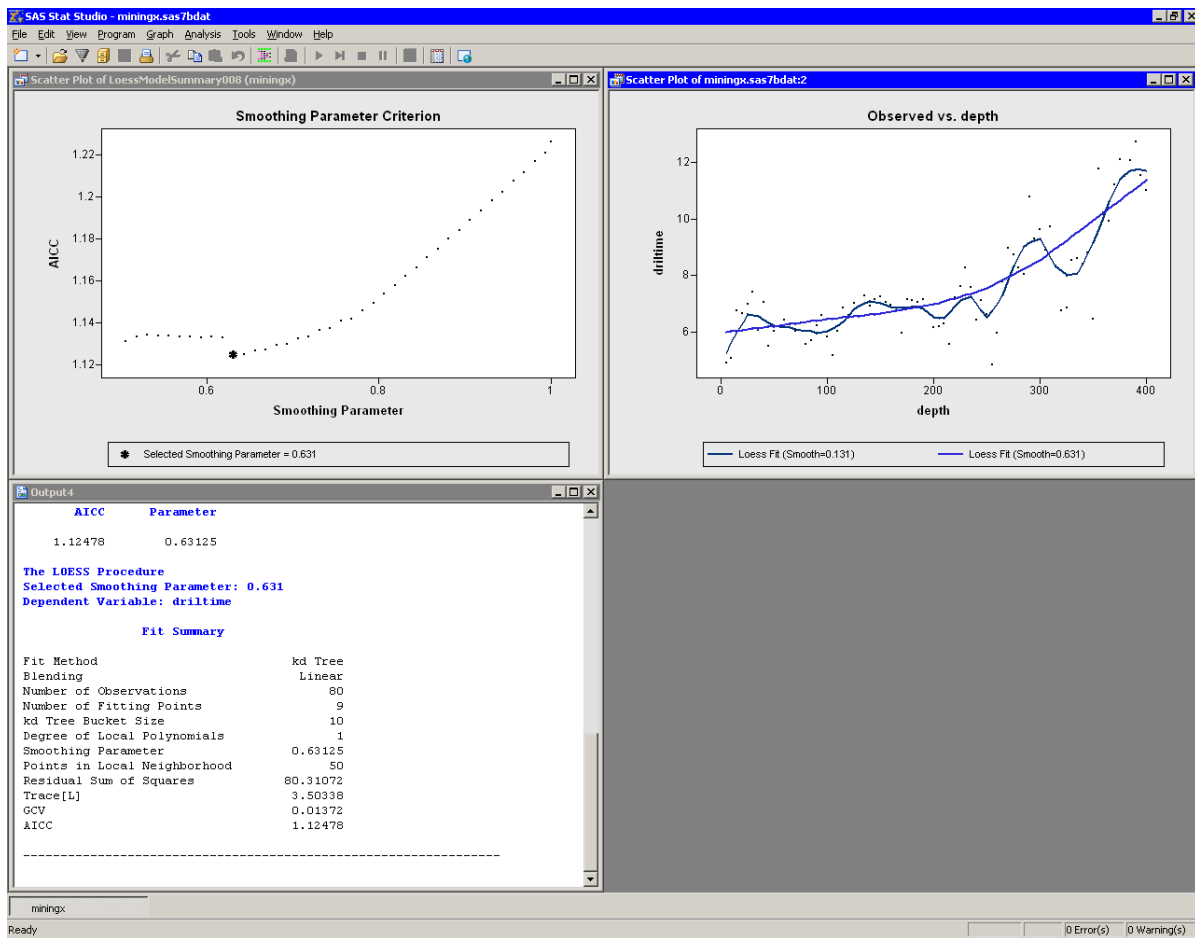 SAS Stat Studio - miningx.sas7bdat
File Edit View Program Graph Analysis Tools Window Help
Scatter Plot of LoessModelSummary008 (miningx)
Smoothing Parameter Criterion
1.22
1.2
1.18
1.16
1.14
1.12
AICC
0.6 0.8 1
Smoothing Parameter
Selected Smoothing Parameter = 0.631
Scatter Plot of miningx.sas7bdat:2
Observed vs. depth
12
10
8
6
driltime
0 100 200 300 400
depth
Loess Fit (Smooth=0.131) Loess Fit (Smooth=0.631)
Output4
AICC Parameter
1.12478 0.63125
The LOESS Procedure
Selected Smoothing Parameter: 0.631
Dependent Variable: driltime
Fit Summary
Fit Method kd Tree
Blending Linear
Number of Observations 80
Number of Fitting Points 9
kd Tree Bucket Size 10
Degree of Local Polynomials 1
Smoothing Parameter 0.63125
Points in Local Neighborhood 50
Residual Sum of Squares 80.31072
Trace[L] 3.50338
GCV 0.01372
AICC 1.12478
miningx
Ready 0 Error(s) 0 Warning(s)